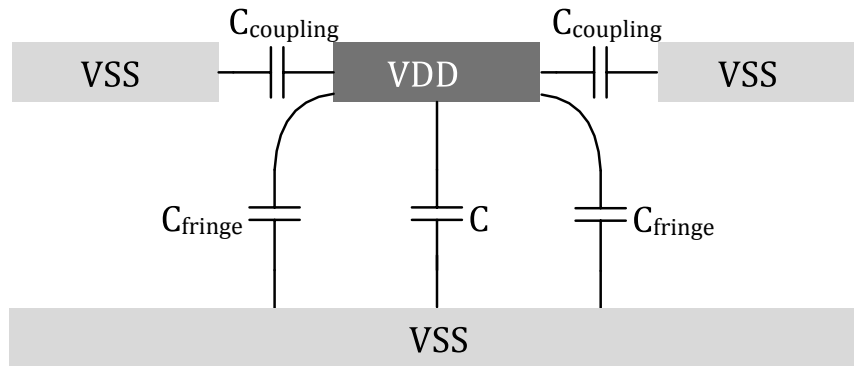 C_coupling C_coupling
VSS VDD VSS
C_fringe C C_fringe
VSS